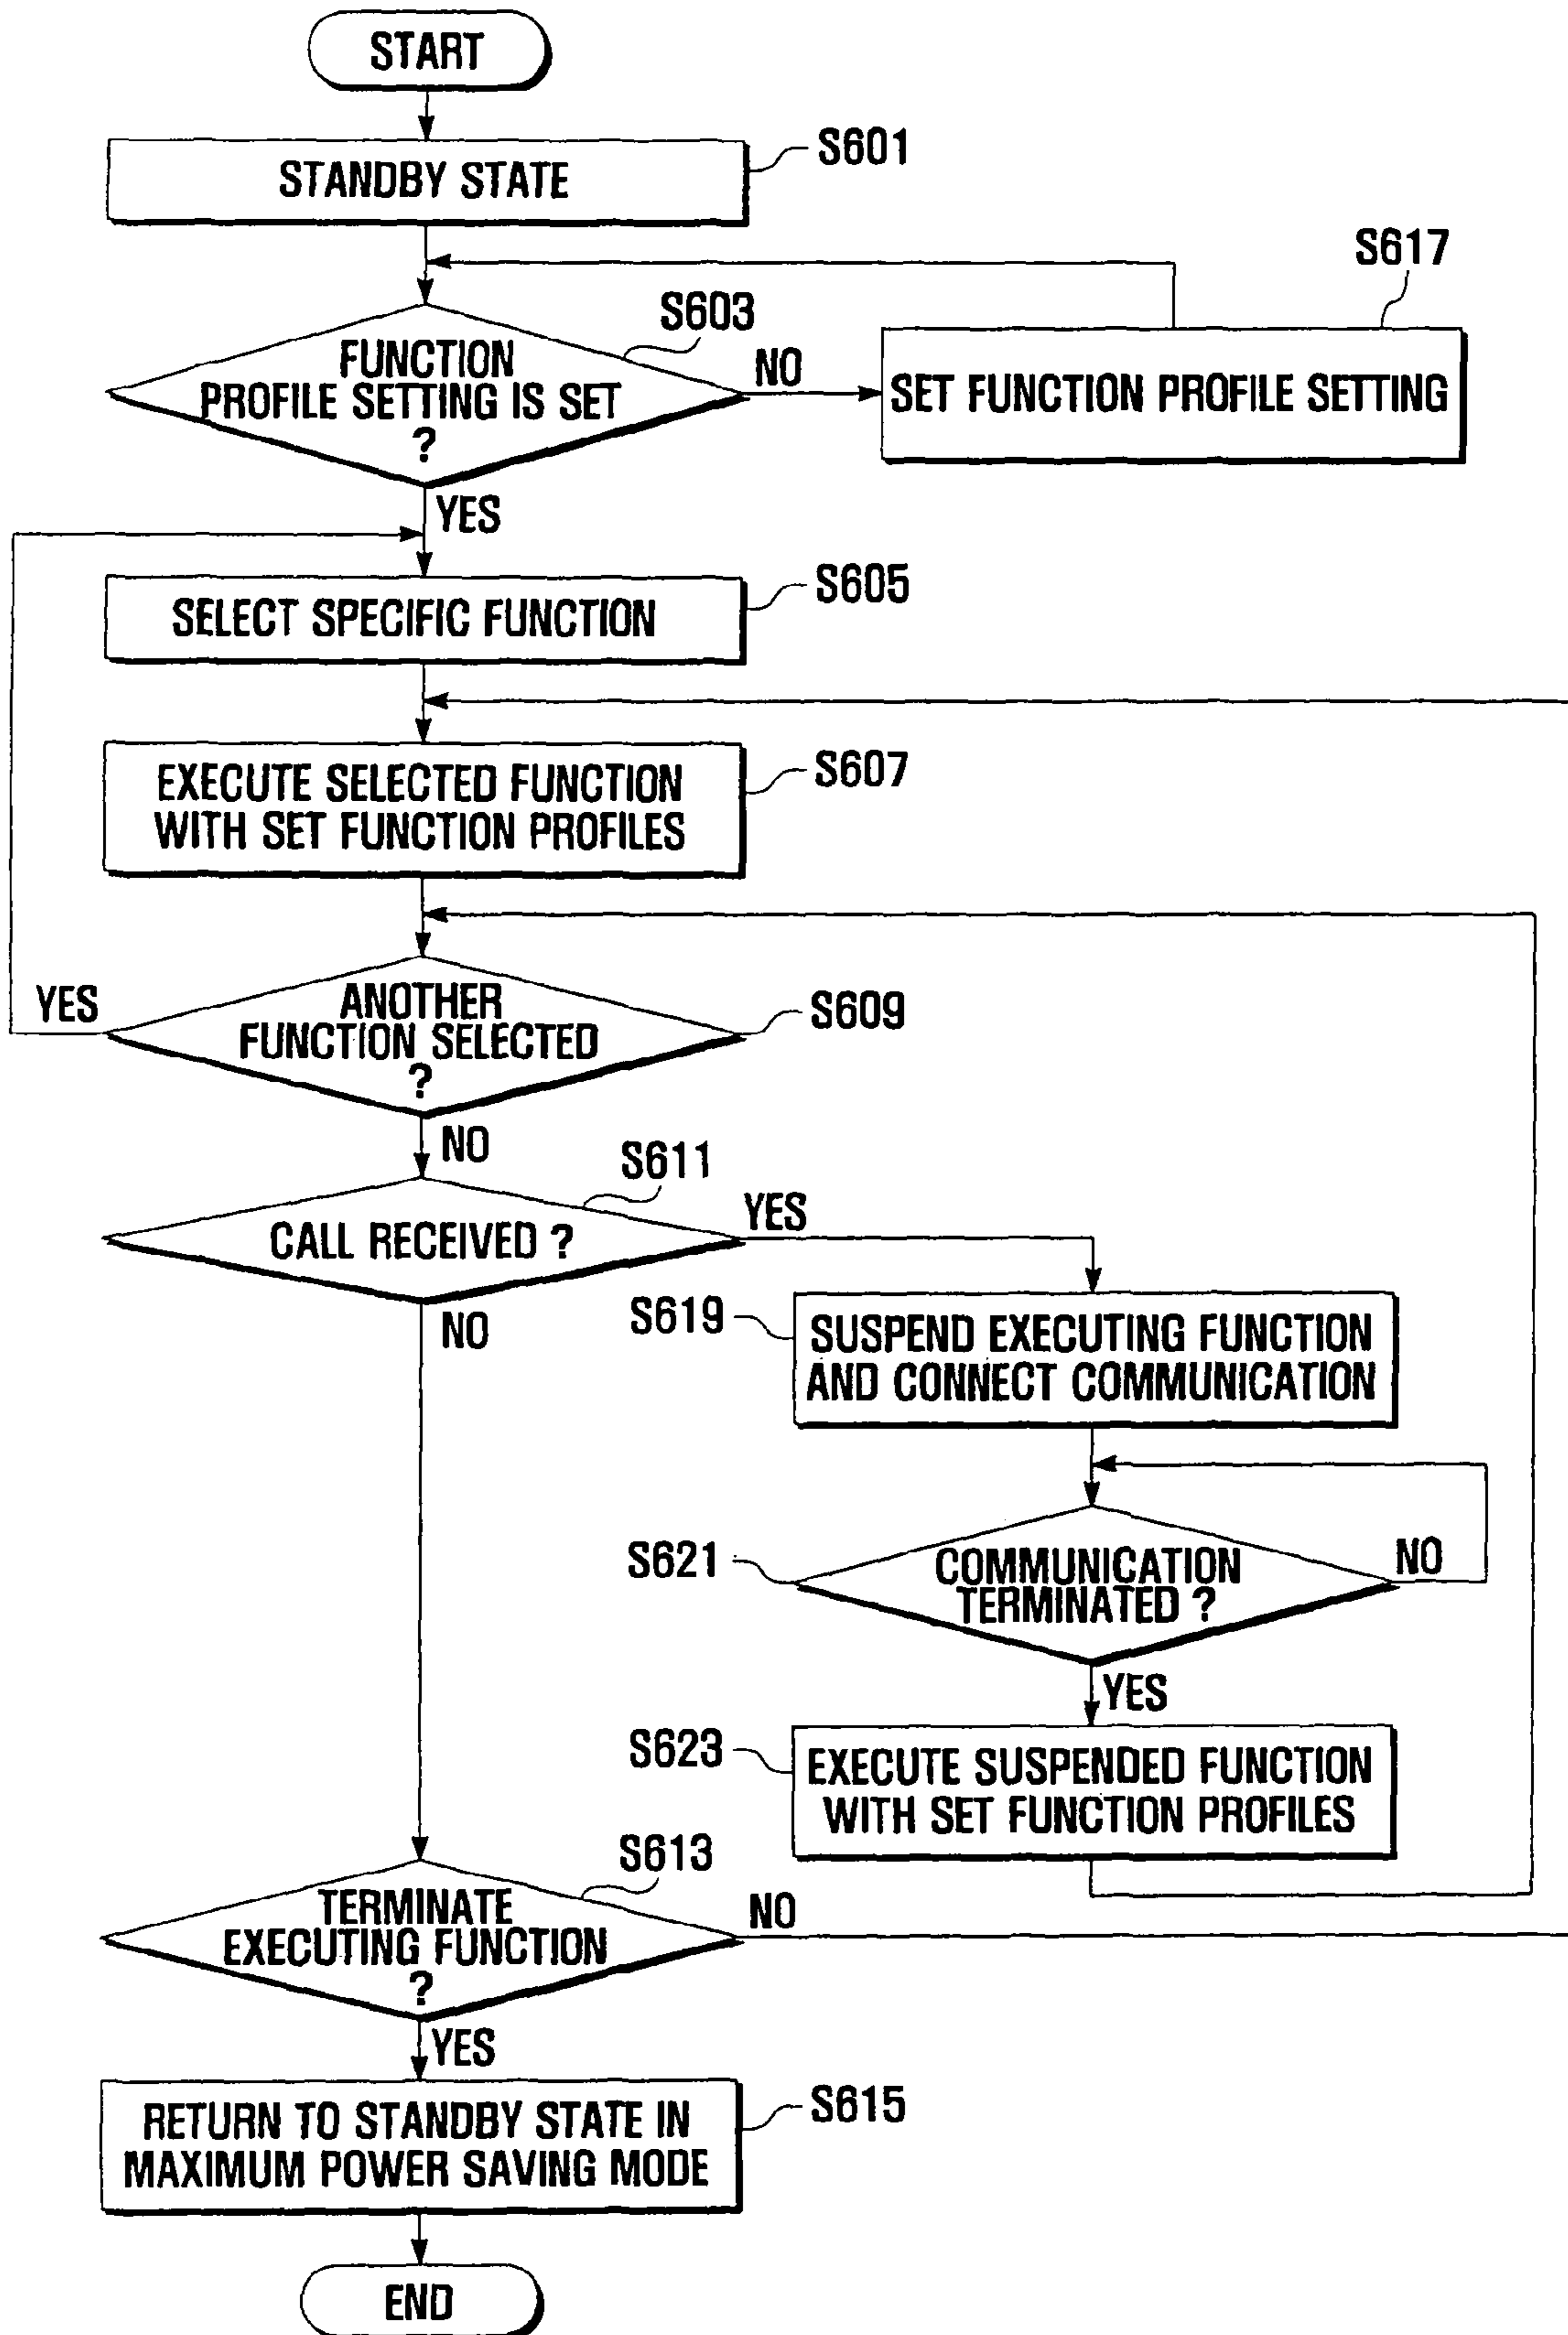 START
STANDBY STATE
S601
S617
S603
FUNCTION
PROFILE SETTING IS SET
?
NO
SET FUNCTION PROFILE SETTING
YES
SELECT SPECIFIC FUNCTION
S605
EXECUTE SELECTED FUNCTION
WITH SET FUNCTION PROFILES
S607
YES
ANOTHER
FUNCTION SELECTED
?
S609
NO
S611
CALL RECEIVED ?
YES
NO
S619
SUSPEND EXECUTING FUNCTION
AND CONNECT COMMUNICATION
S621
COMMUNICATION
TERMINATED ?
NO
YES
S623
EXECUTE SUSPENDED FUNCTION
WITH SET FUNCTION PROFILES
S613
TERMINATE
EXECUTING FUNCTION
?
NO
YES
RETURN TO STANDBY STATE IN
MAXIMUM POWER SAVING MODE
S615
END